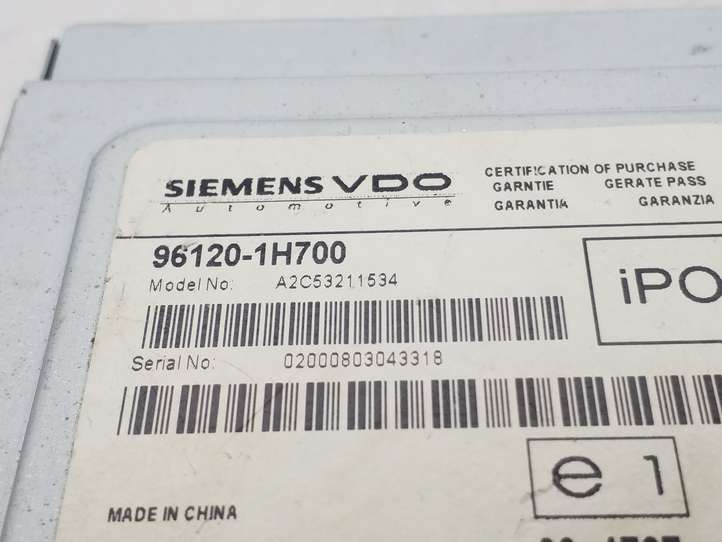 SIEMENS VDO
Automotive
CERTIFICATION OF PURCHASE
GARNTIE GERATE PASS
GARANTIA GARANZIA
96120-1H700
Model No: A2C53211534
iPO
Serial No: 02000803043318
e 1
MADE IN CHINA